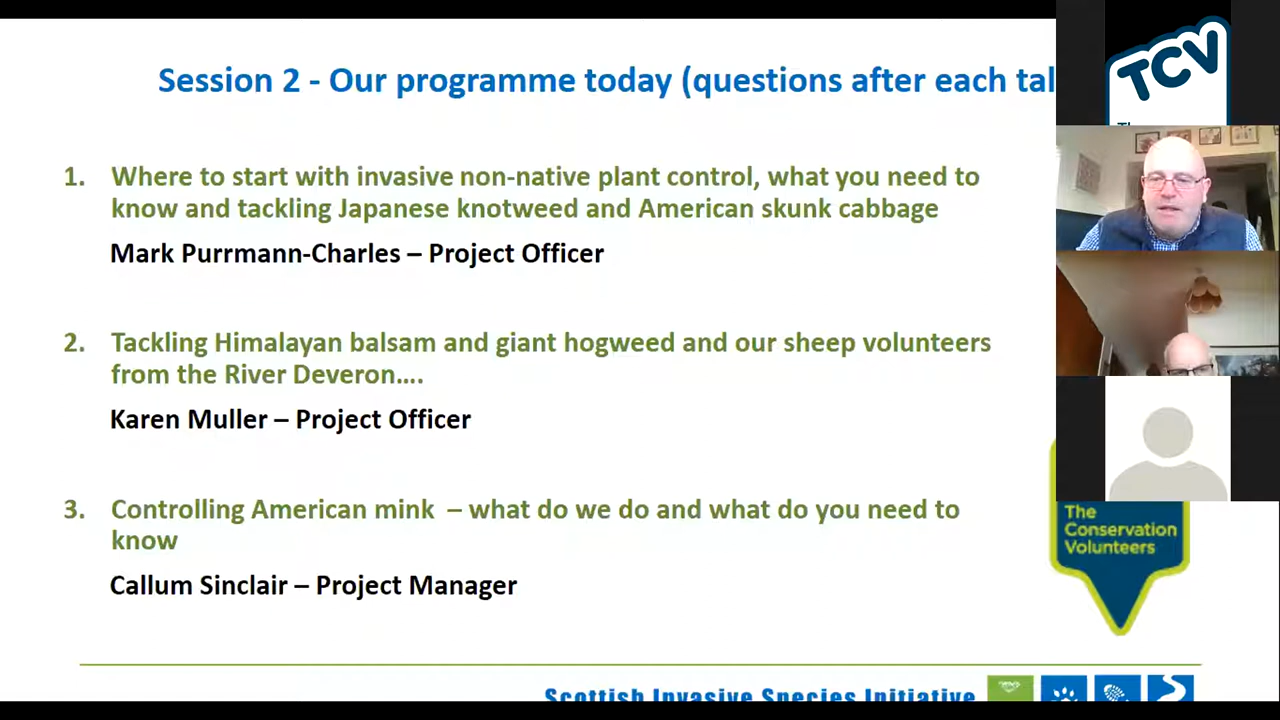 Session 2 - Our programme today (questions after each tal
TCV
1. Where to start with invasive non-native plant control, what you need to
know and tackling Japanese knotweed and American skunk cabbage
Mark Purrmann-Charles – Project Officer
2. Tackling Himalayan balsam and giant hogweed and our sheep volunteers
from the River Deveron....
Karen Muller – Project Officer
3. Controlling American mink – what do we do and what do you need to
know
Callum Sinclair – Project Manager
The
Conservation
Volunteers
Scottish Invasive Species Initiative